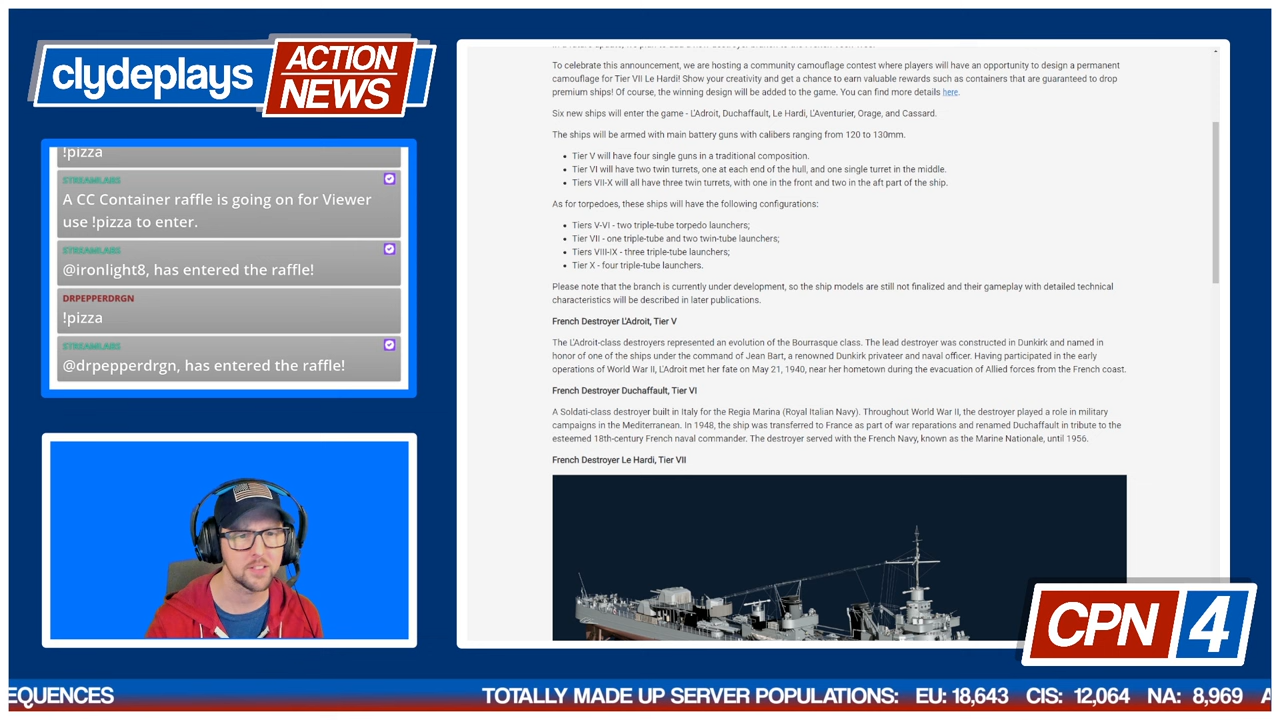 clydeplays
ACTION
NEWS
!pizza
STREAMLABS
A CC Container raffle is going on for Viewer
use !pizza to enter.
STREAMLABS
@ironlight8, has entered the raffle!
DRPEPPERDRGN
!pizza
STREAMLABS
@drpepperdrgn, has entered the raffle!
To celebrate this announcement, we are hosting a community camouflage contest where players will have an opportunity to design a permanent
camouflage for Tier VII Le Hardi! Show your creativity and get a chance to earn valuable rewards such as containers that are guaranteed to drop
premium ships! Of course, the winning design will be added to the game. You can find more details here.
Six new ships will enter the game - L'Adroit, Duchaffault, Le Hardi, L'Aventurier, Orage, and Cassard.
The ships will be armed with main battery guns with calibers ranging from 120 to 130mm.
• Tier V will have four single guns in a traditional composition.
• Tier VI will have two twin turrets, one at each end of the hull, and one single turret in the middle.
• Tiers VII-X will all have three twin turrets, with one in the front and two in the aft part of the ship.
As for torpedoes, these ships will have the following configurations:
• Tiers V-VI - two triple-tube torpedo launchers;
• Tier VII - one triple-tube and two twin-tube launchers;
• Tiers VIII-IX - three triple-tube launchers;
• Tier X - four triple-tube launchers.
Please note that the branch is currently under development, so the ship models are still not finalized and their gameplay with detailed technical
characteristics will be described in later publications.
French Destroyer L'Adroit, Tier V
The L'Adroit-class destroyers represented an evolution of the Bourrasque class. The lead destroyer was constructed in Dunkirk and named in
honor of one of the ships under the command of Jean Bart, a renowned Dunkirk privateer and naval officer. Having participated in the early
operations of World War II, L'Adroit met her fate on May 21, 1940, near her hometown during the evacuation of Allied forces from the French coast.
French Destroyer Duchaffault, Tier VI
A Soldati-class destroyer built in Italy for the Regia Marina (Royal Italian Navy). Throughout World War II, the destroyer played a role in military
campaigns in the Mediterranean. In 1948, the ship was transferred to France as part of war reparations and renamed Duchaffault in tribute to the
esteemed 18th-century French naval commander. The destroyer served with the French Navy, known as the Marine Nationale, until 1956.
French Destroyer Le Hardi, Tier VII
CPN 4
EQUENCES TOTALLY MADE UP SERVER POPULATIONS: EU: 18,643 CIS: 12,064 NA: 8,969